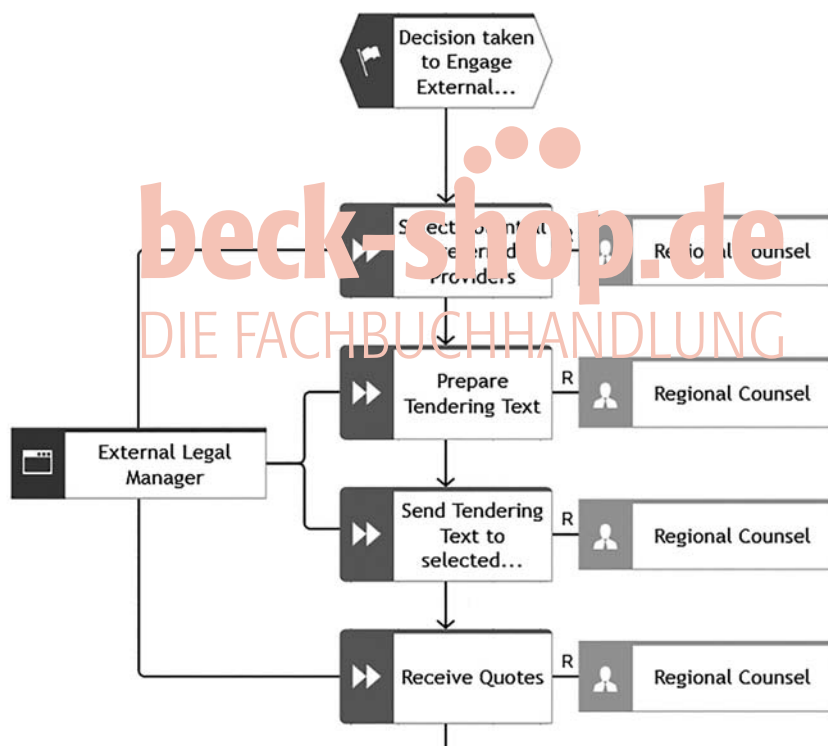 Decision taken
to Engage
External...
beck-shop.de
DIE FACHBUCHHANDLUNG
Providers
Regional Counsel
Prepare
Tendering Text
R
Regional Counsel
External Legal
Manager
Send Tendering
Text to
selected...
R
Regional Counsel
Receive Quotes
R
Regional Counsel